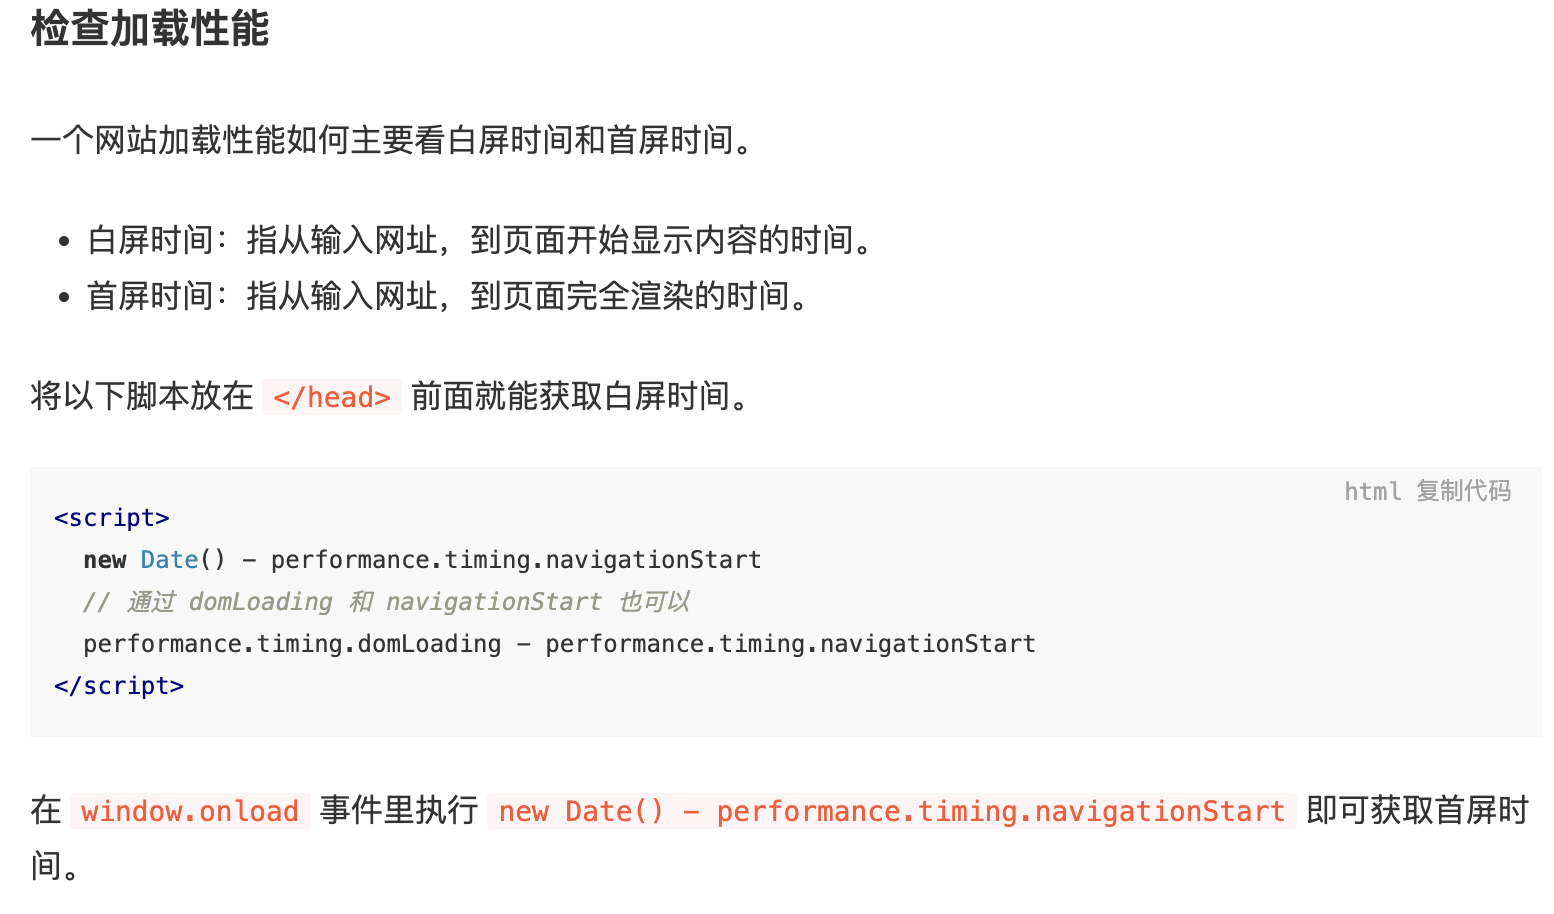 检查加载性能
一个网站加载性能如何主要看白屏时间和首屏时间。
• 白屏时间：指从输入网址，到页面开始显示内容的时间。
• 首屏时间：指从输入网址，到页面完全渲染的时间。
将以下脚本放在 </head> 前面就能获取白屏时间。
html 复制代码
<script>
  new Date() - performance.timing.navigationStart
  // 通过 domLoading 和 navigationStart 也可以
  performance.timing.domLoading - performance.timing.navigationStart
</script>
在 window.onload 事件里执行 new Date() - performance.timing.navigationStart 即可获取首屏时
间。